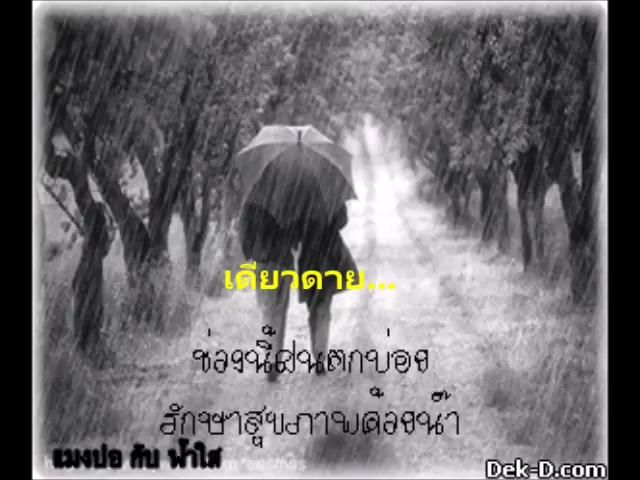 เดียวดาย...
ช่วงนี้ฝนตกบ่อย
รักษาสุขภาพด้วยน๊า
แมงปอ กับ ฟ้าใส
Dek-D.com